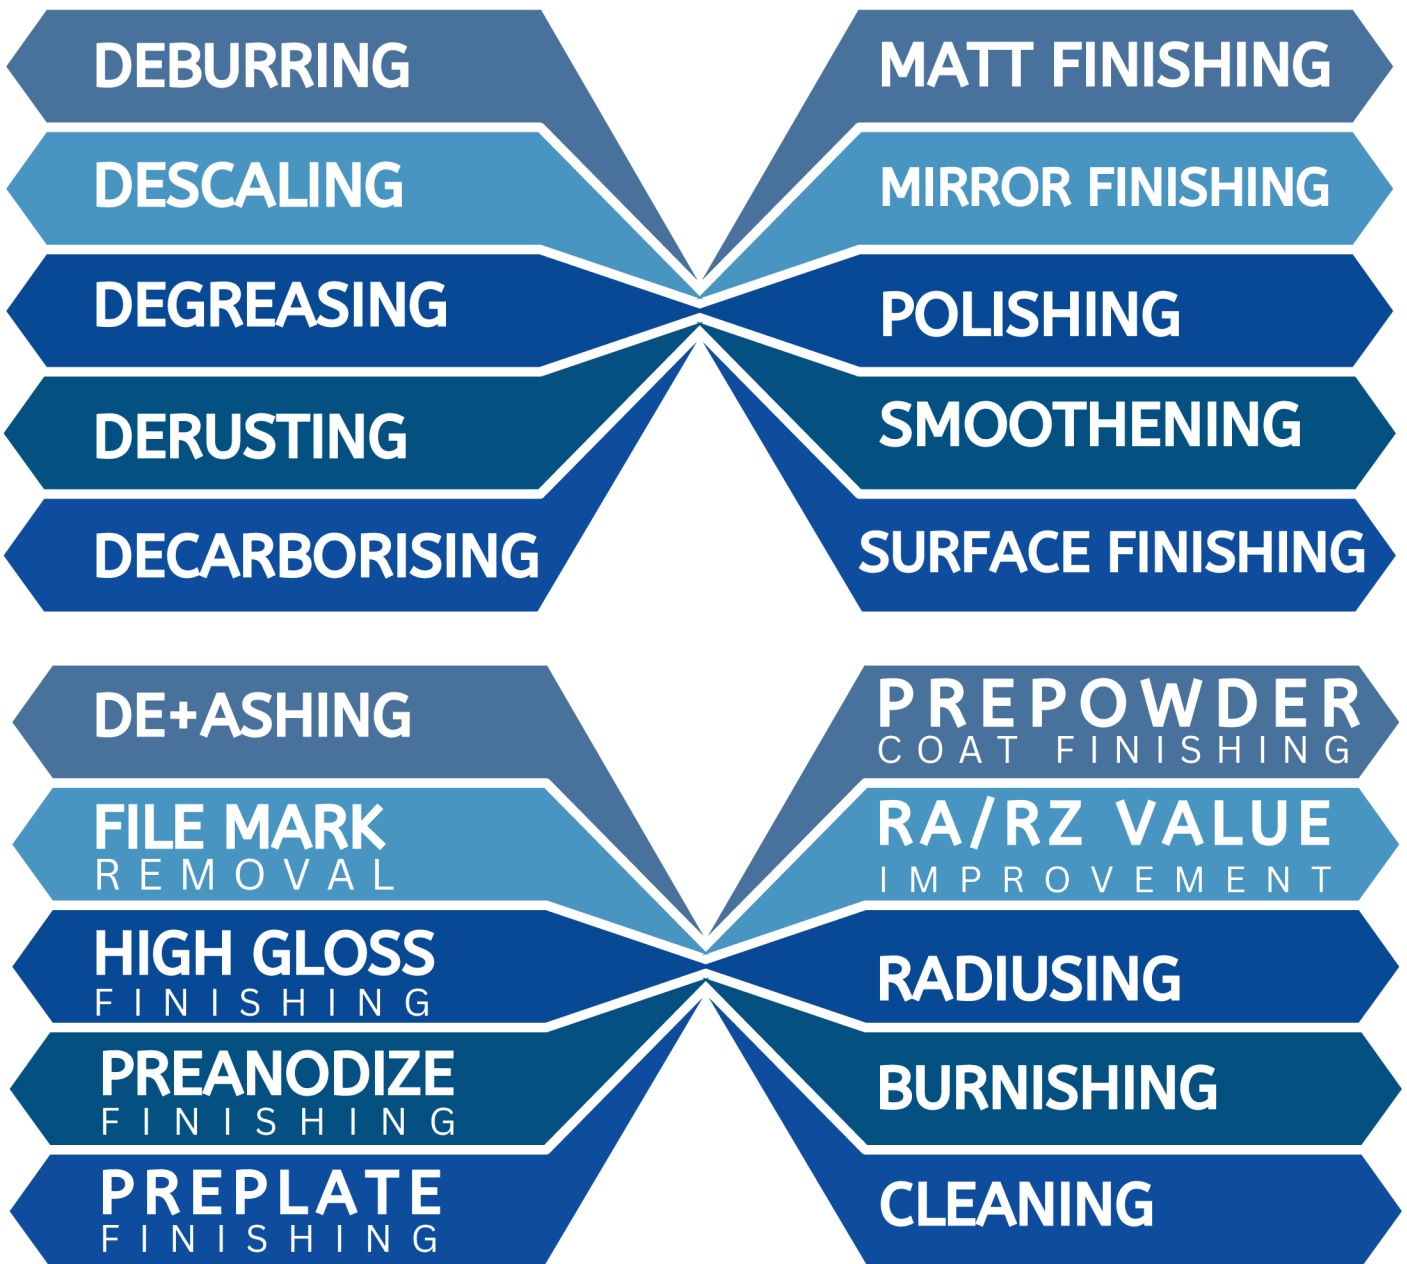 DEBURRING
DESCALING
DEGREASING
DERUSTING
DECARBORISING
MATT FINISHING
MIRROR FINISHING
POLISHING
SMOOTHENING
SURFACE FINISHING
DE+ASHING
FILE MARK
REMOVAL
HIGH GLOSS
FINISHING
PREANODIZE
FINISHING
PREPLATE
FINISHING
PREPOWDER
COAT FINISHING
RA/RZ VALUE
IMPROVEMENT
RADIUSING
BURNISHING
CLEANING